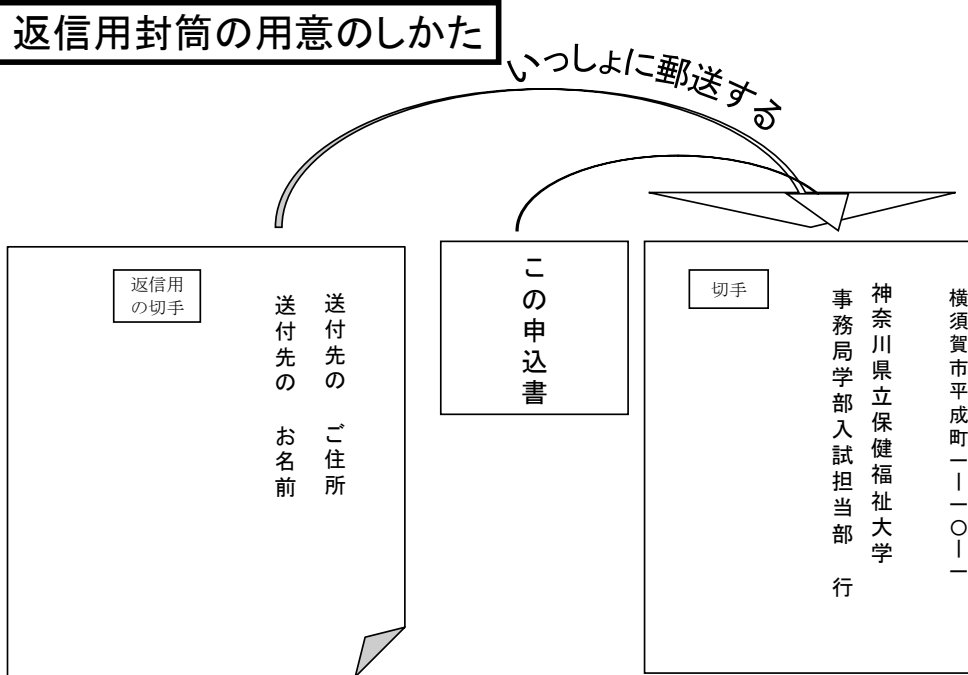 返信用封筒の用意のしかた
いっしょに郵送する
返信用
の切手
送付先の　ご住所
送付先の　お名前
この申込書
切手
横須賀市平成町一ー一〇ー一
神奈川県立保健福祉大学
事務局学部入試担当部　行